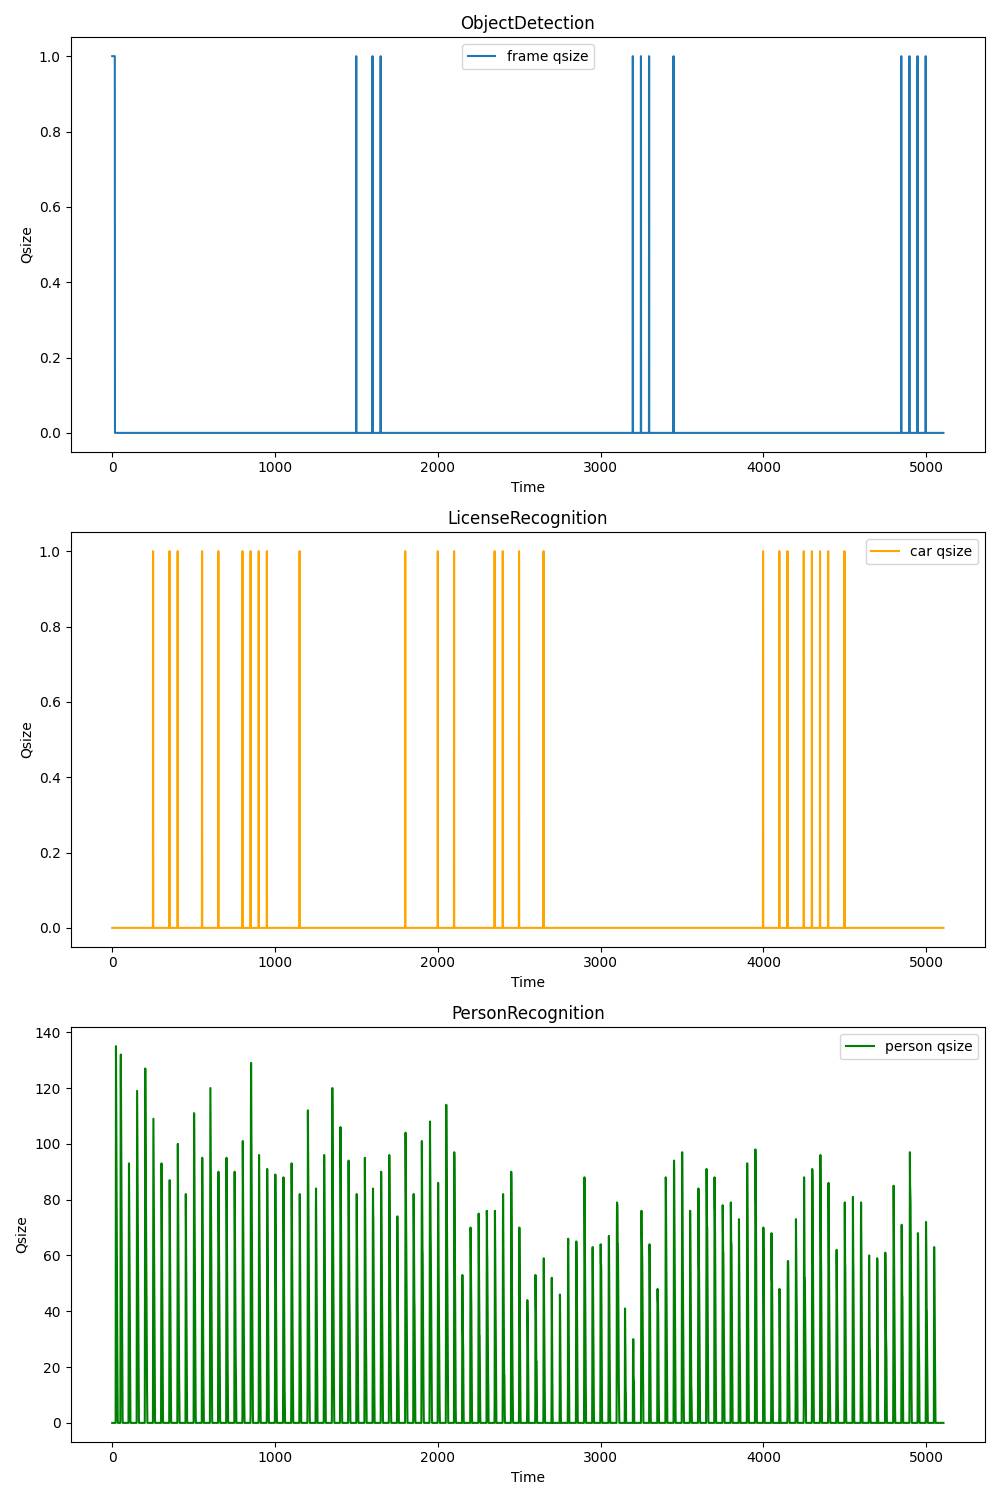 ObjectDetection
frame qsize
1.0
0.8
0.6
0.4
0.2
0.0
Qsize
0 1000 2000 3000 4000 5000
Time
LicenseRecognition
car qsize
1.0
0.8
0.6
0.4
0.2
0.0
Qsize
0 1000 2000 3000 4000 5000
Time
PersonRecognition
person qsize
140
120
100
80
60
40
20
0
Qsize
0 1000 2000 3000 4000 5000
Time